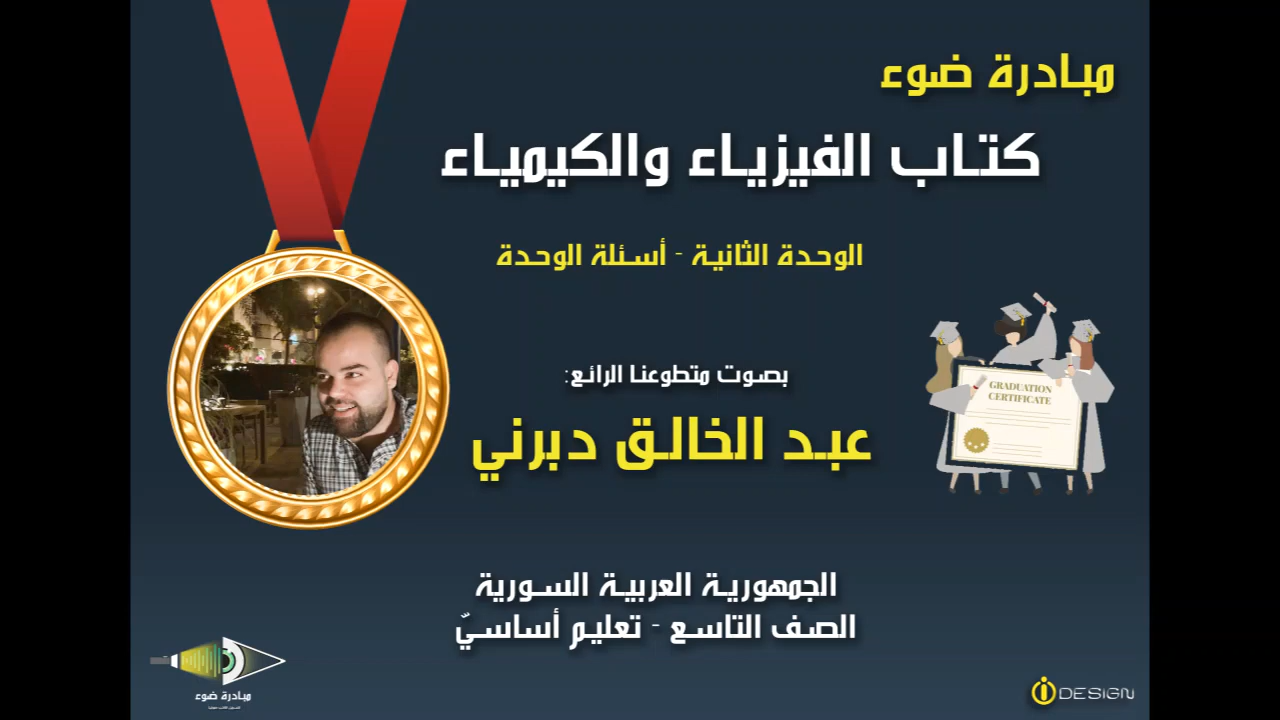 مبادرة ضوء
كتاب الفيزياء والكيمياء
الوحدة الثانية - أسئلة الوحدة
بصوت متطوعنا الرائع:
عبد الخالق دبرني
GRADUATION
CERTIFICATE
الجمهورية العربية السورية
الصف التاسع - تعليم أساسيّ
مبادرة ضوء
iDESIGN